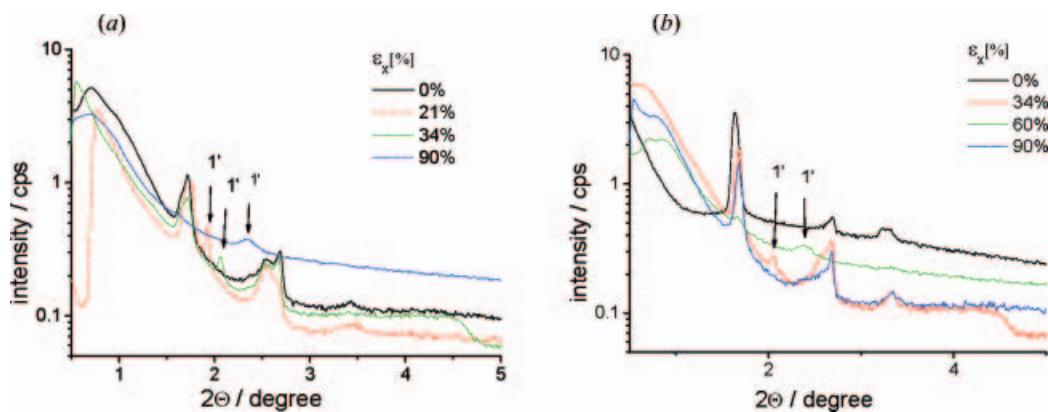 (a)
10
1
0.1
intensity / cps
εx[%]
0%
21%
34%
90%
1' 1' 1'
1 2 3 4 5
2Θ / degree
(b)
10
1
0.1
intensity / cps
εx[%]
0%
34%
60%
90%
1' 1'
2 4
2Θ / degree